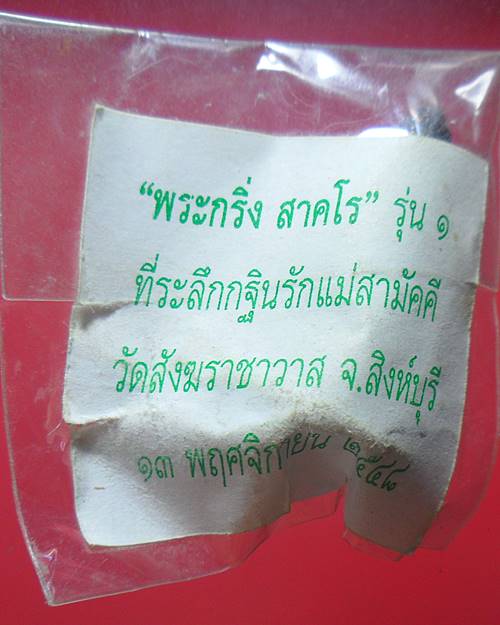 “พระกริ่ง สาคโร” รุ่น ๑
ที่ระลึกกฐินรักแม่สามัคคี
วัดสังฆราชาวาส จ.สิงห์บุรี
๑๓ พฤศจิกายน ๒๕๔๘